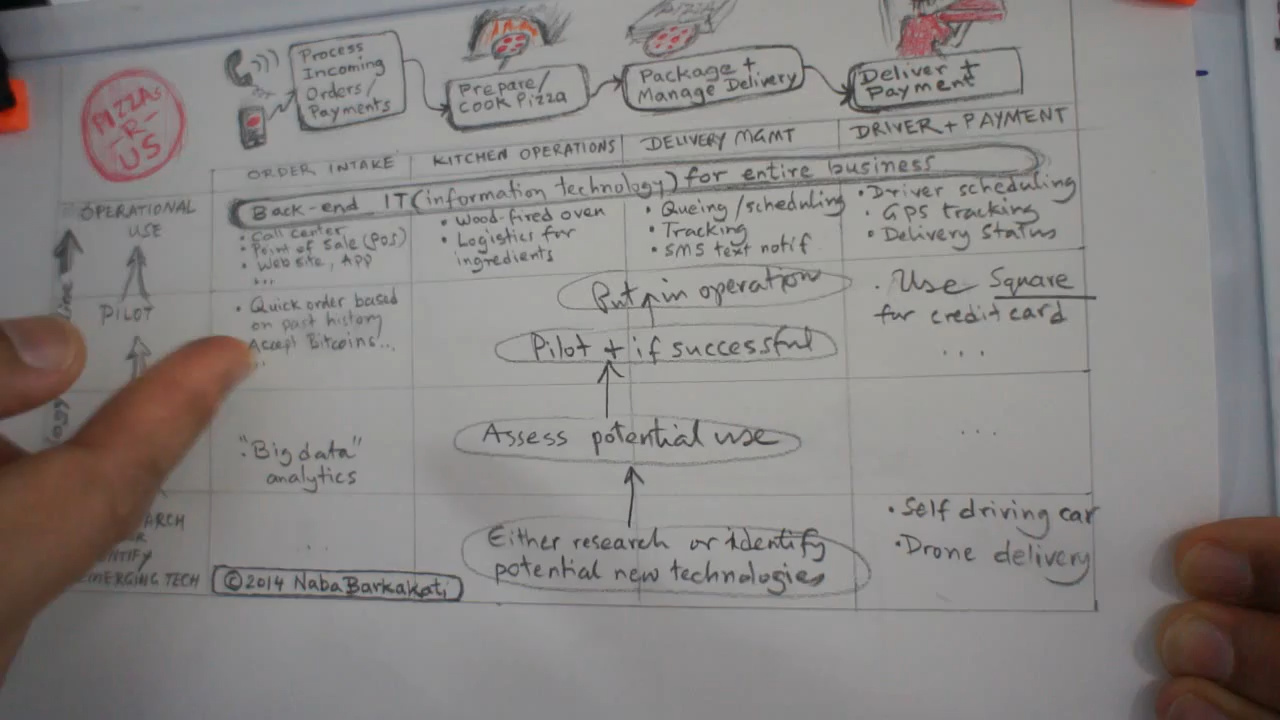 PIZZAS
-R-
US
Process
Incoming
Orders/
Payments
Prepare/
Cook Pizza
Package +
Manage Delivery
Deliver +
Payment
ORDER INTAKE
KITCHEN OPERATIONS
DELIVERY MGMT
DRIVER + PAYMENT
Back-end IT (information technology) for entire business
OPERATIONAL
USE
• Call center
• Point of Sale (POS)
• Web site, APP
...
• Wood-fired oven
• Logistics for
ingredients
• Queing/scheduling
• Tracking
• SMS text notif
• Driver scheduling
• GPS tracking
• Delivery Status
PILOT
• Quick order based
on past history
Accept Bitcoins...
...
Put in operation
Pilot + if successful
• Use Square
for credit card
...
"Big data"
analytics
Assess potential use
...
EMERGING TECH
..
Either research or identify
potential new technologies
• Self driving car
• Drone delivery
©2014 Naba Barkakati